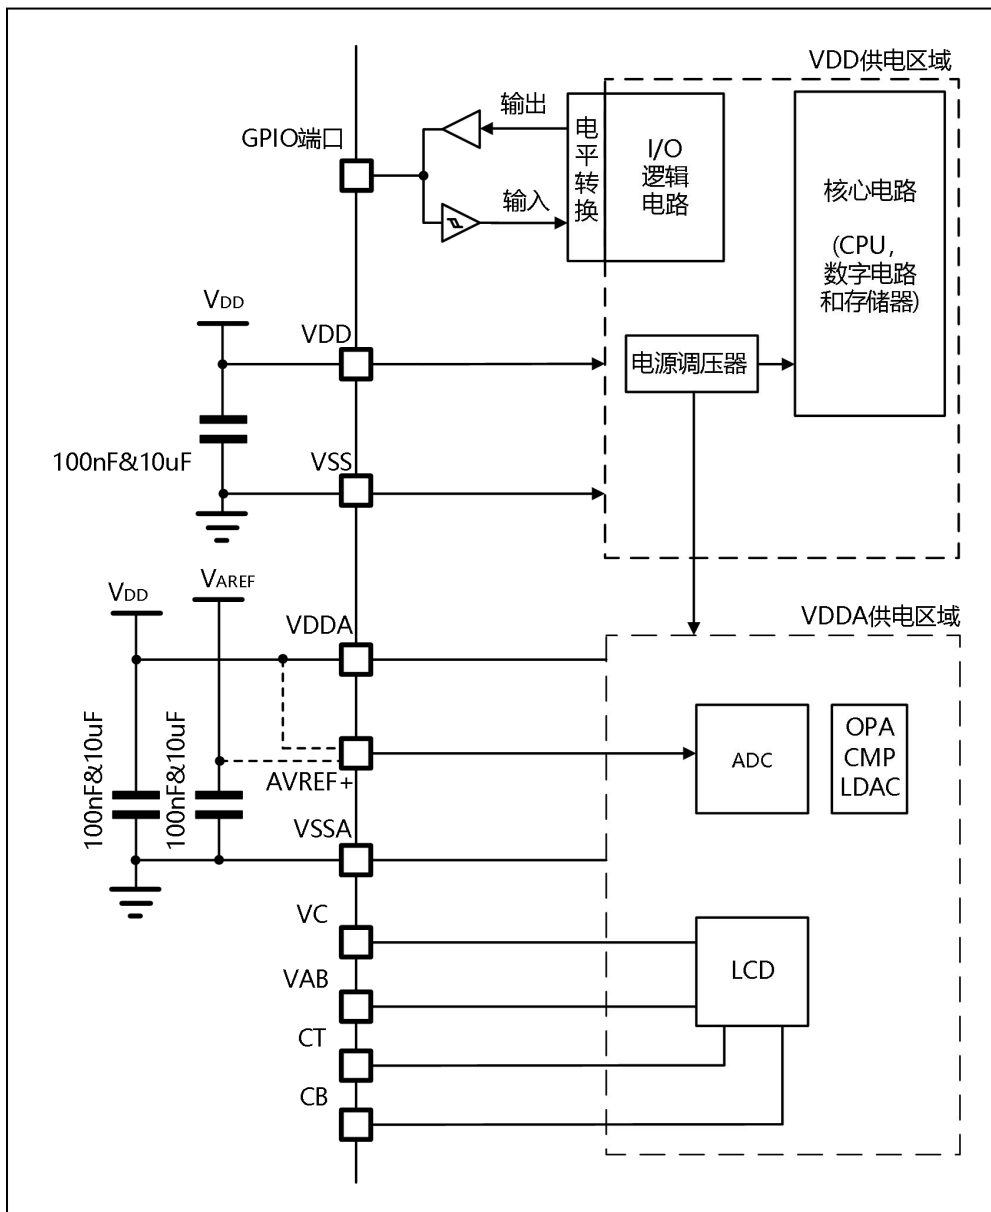 VDD供电区域
输出
GPIO端口
电平转换
I/O
逻辑
电路
核心电路
(CPU,
数字电路
和存储器)
输入
VDD
VDD
电源调压器
100nF&10uF
VSS
VAREF
VDD
VDDA供电区域
VDDA
100nF&10uF
100nF&10uF
AVREF+
ADC
OPA
CMP
LDAC
VSSA
VC
LCD
VAB
CT
CB